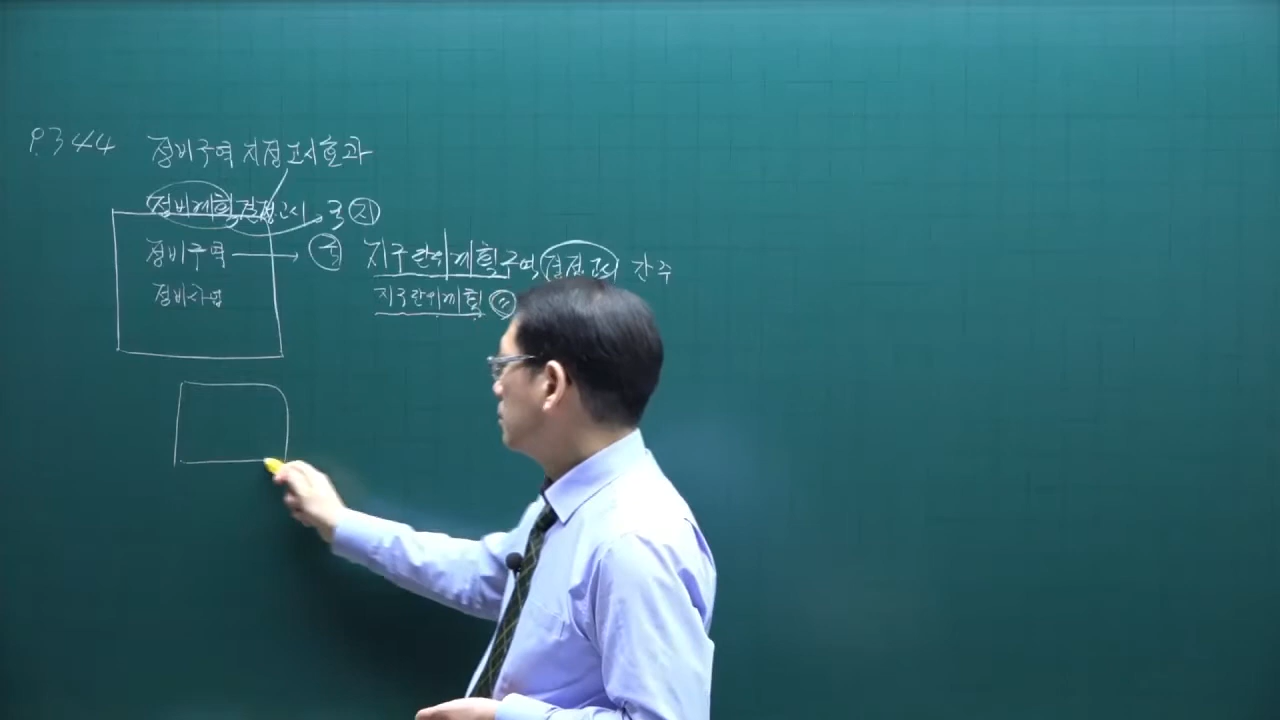 P.344 정비구역 지정고시효과
정비계획결정고시 지
정비구역 → 지구단위계획구역 결정고시 간주
정비사업 지구단위계획